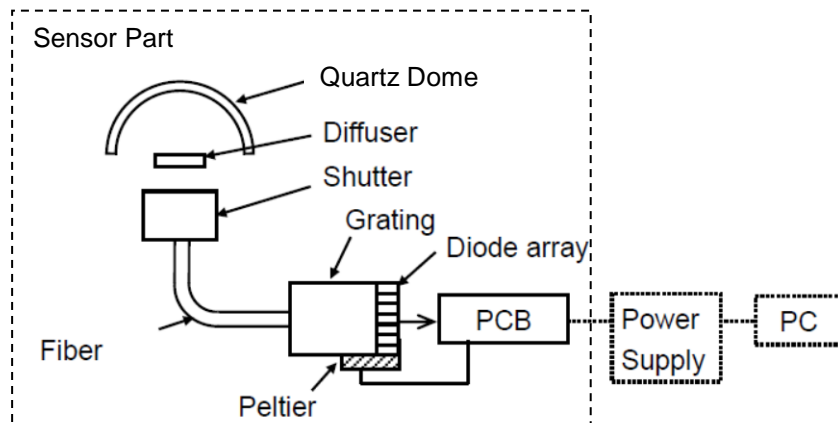 Sensor Part
Quartz Dome
Diffuser
Shutter
Grating
Diode array
PCB
Power
Supply
PC
Fiber
Peltier